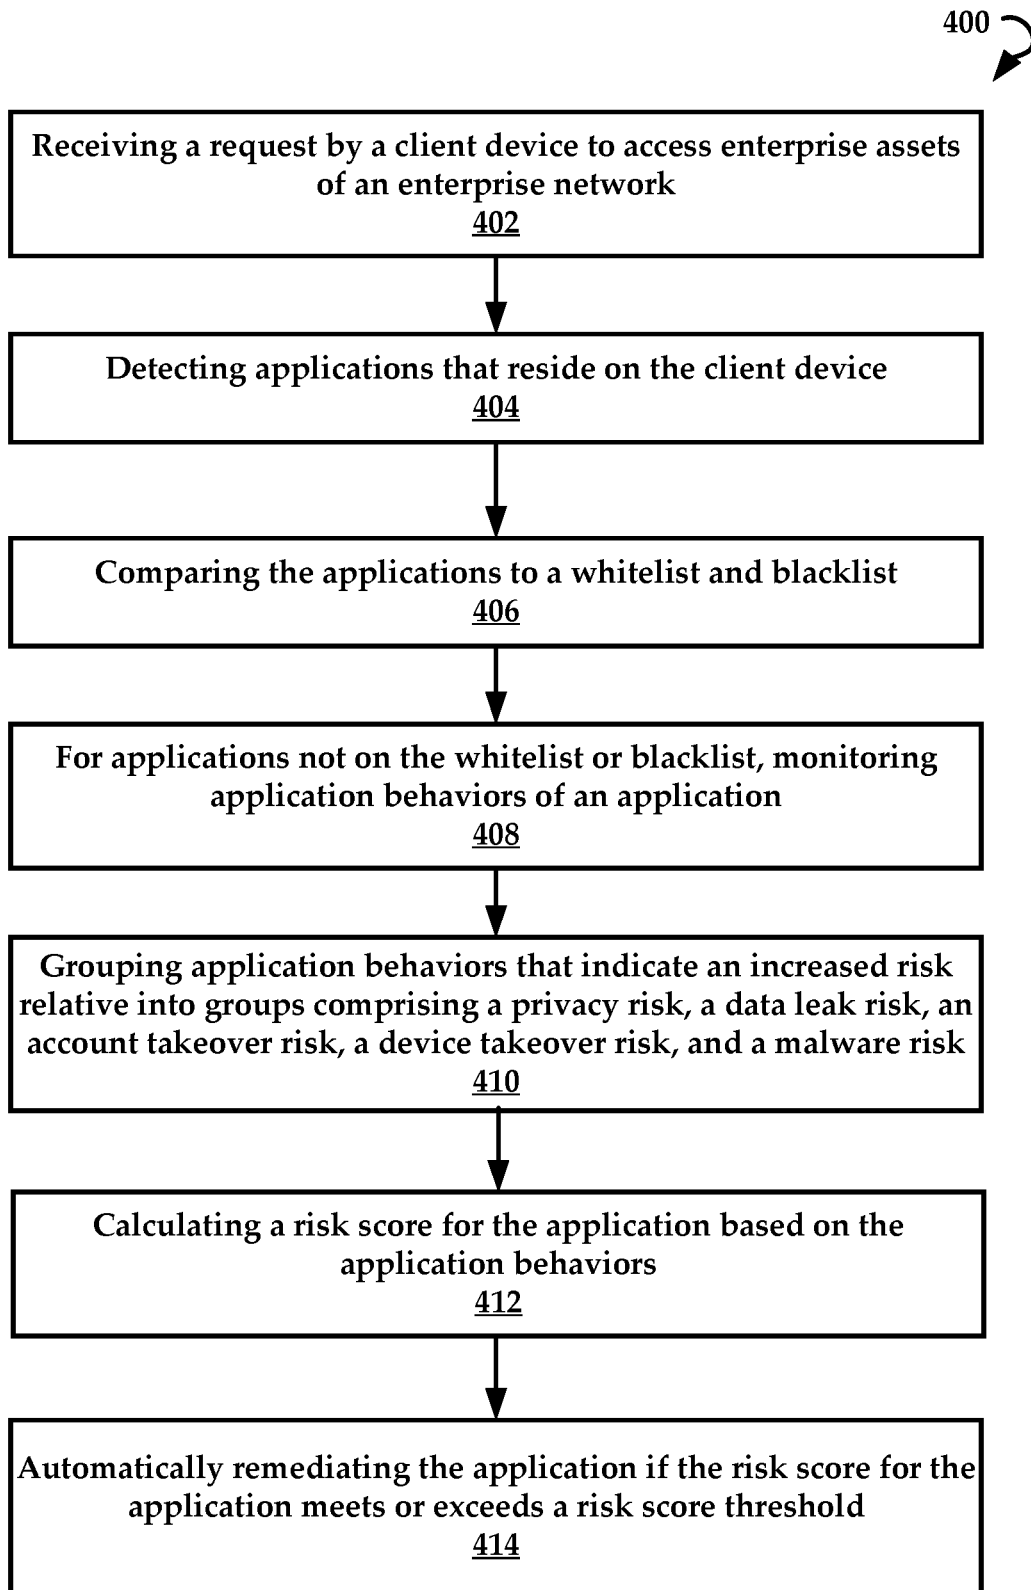 400
Receiving a request by a client device to access enterprise assets
of an enterprise network
402
Detecting applications that reside on the client device
404
Comparing the applications to a whitelist and blacklist
406
For applications not on the whitelist or blacklist, monitoring
application behaviors of an application
408
Grouping application behaviors that indicate an increased risk
relative into groups comprising a privacy risk, a data leak risk, an
account takeover risk, a device takeover risk, and a malware risk
410
Calculating a risk score for the application based on the
application behaviors
412
Automatically remediating the application if the risk score for the
application meets or exceeds a risk score threshold
414